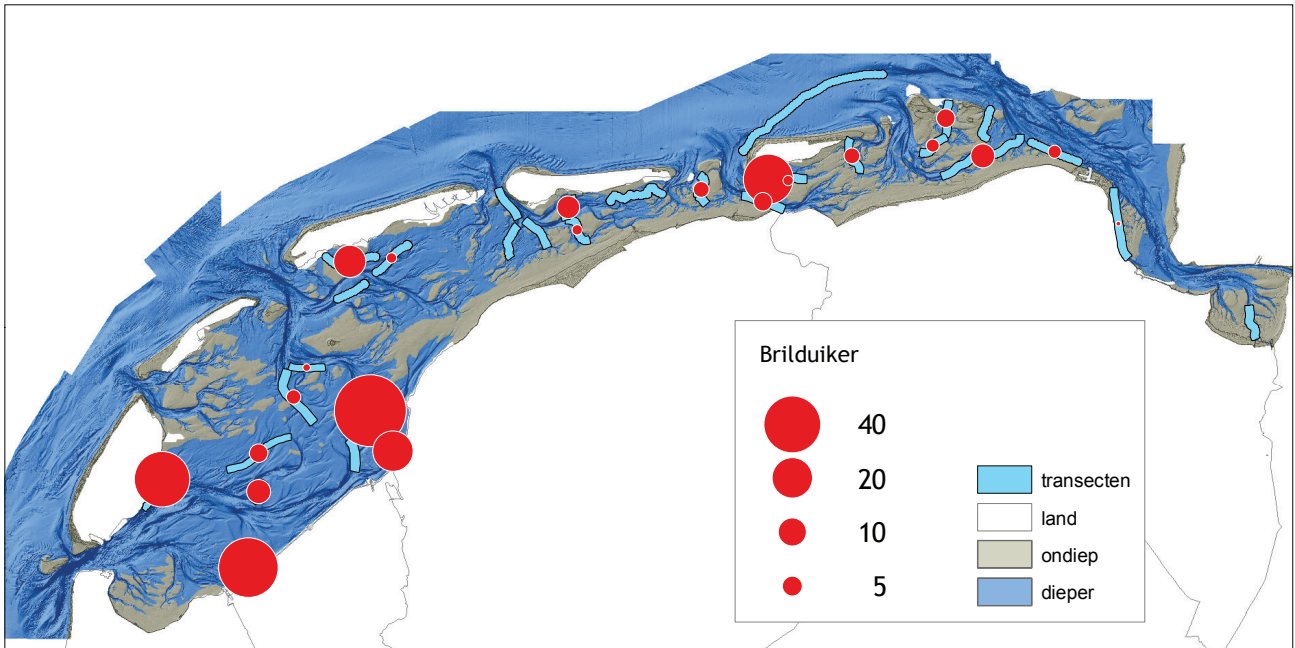 Brilduiker
40
20
10
5
transecten
land
ondiep
dieper